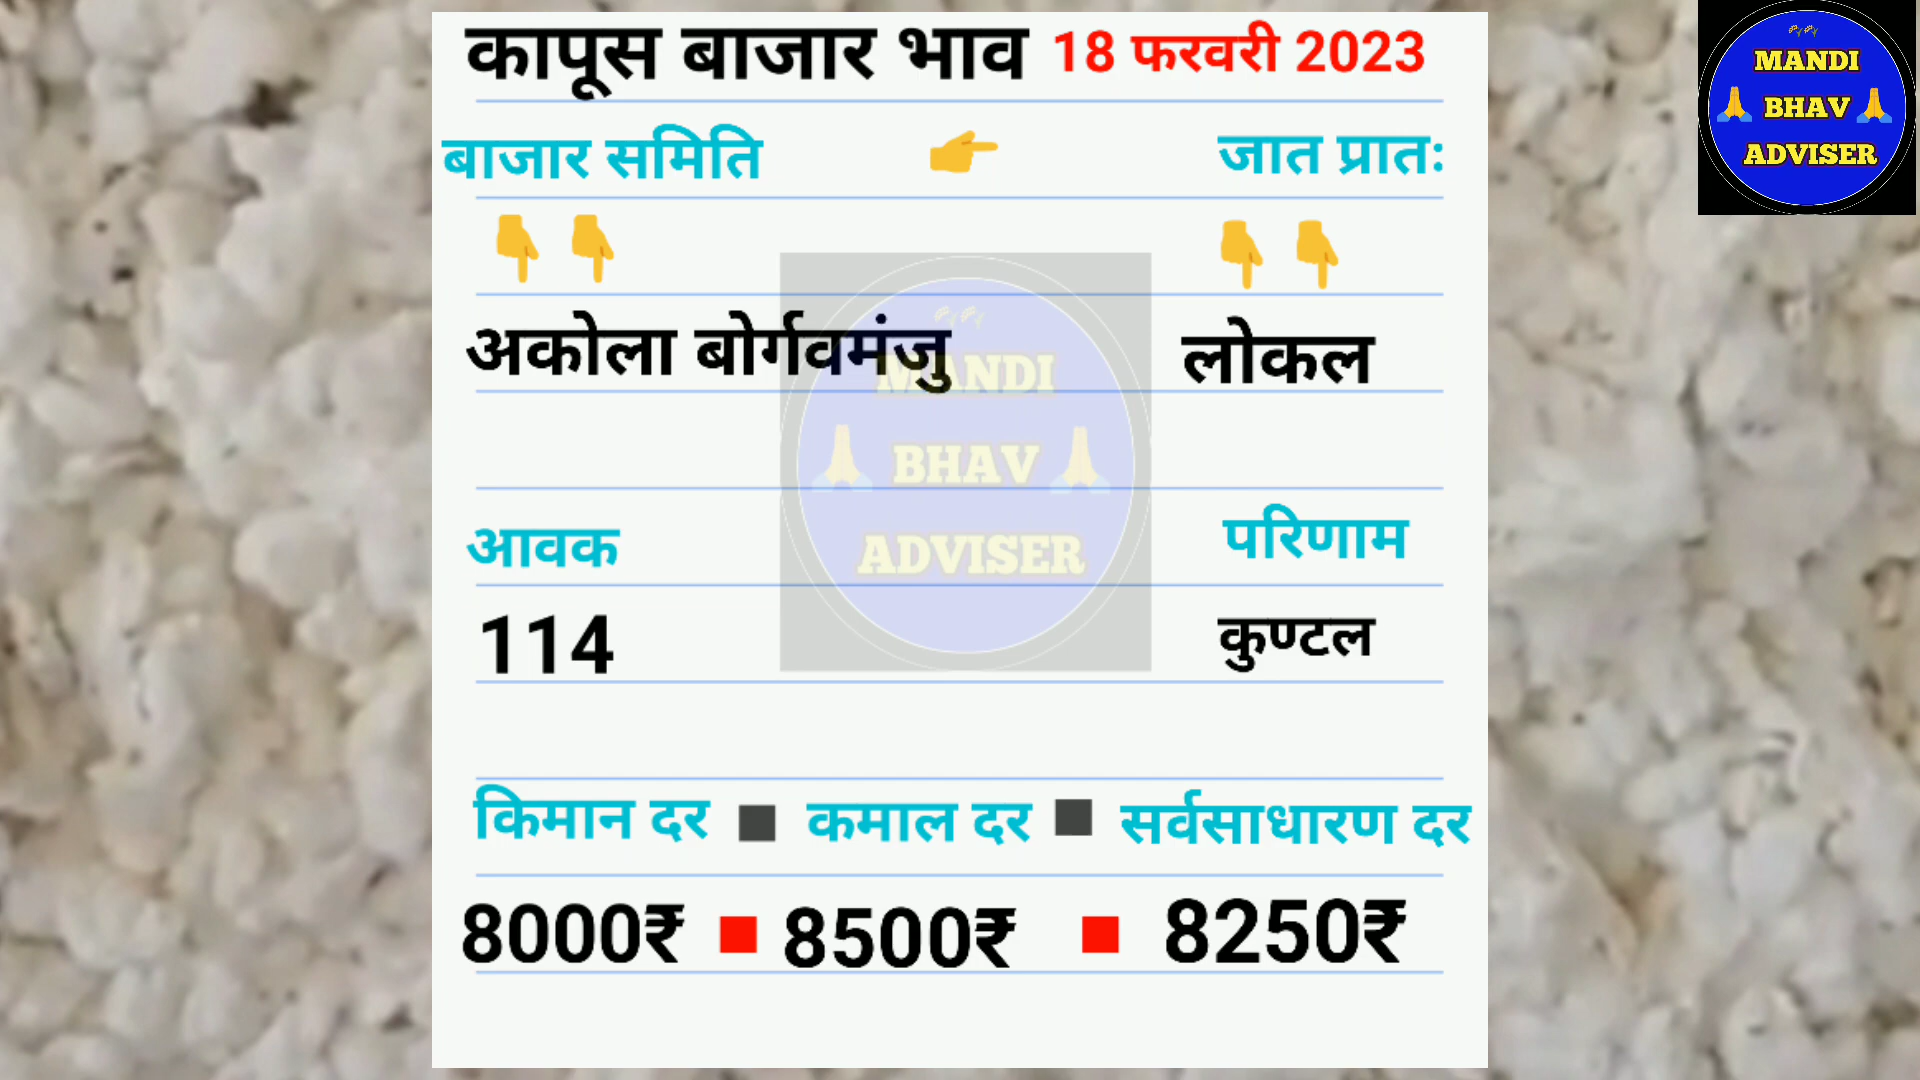 कापूस बाजार भाव 18 फरवरी 2023
बाजार समिति 👉 जात प्रातः
👇👇 👇👇
अकोला बोर्गवमंजु लोकल
आवक परिणाम
114 कुण्टल
किमान दर ◼ कमाल दर ◼ सर्वसाधारण दर
8000₹ 🟥 8500₹ 🟥 8250₹
MANDI
🙏 BHAV 🙏
ADVISER
MANDI
🙏 BHAV 🙏
ADVISER